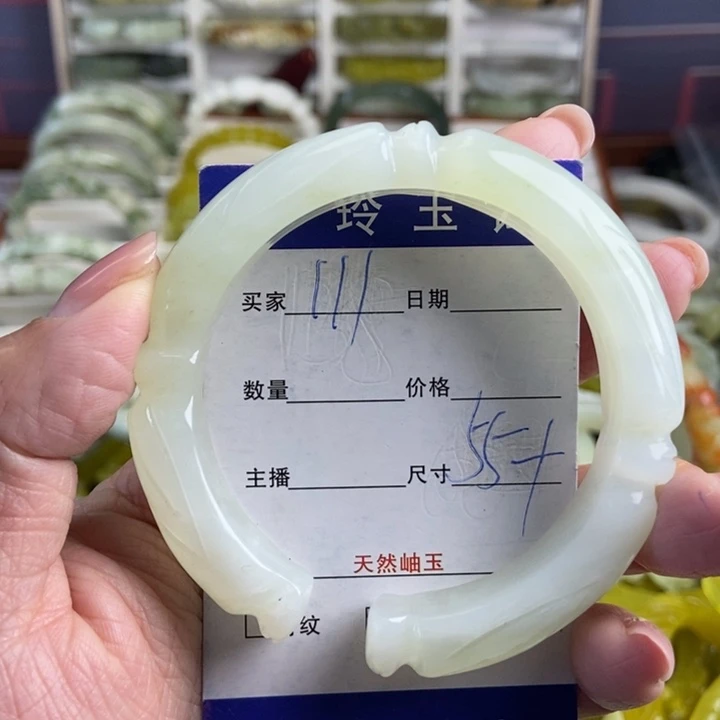 玲玉
买家 111 日期
数量 价格
主播 尺寸 55+
天然岫玉
纹